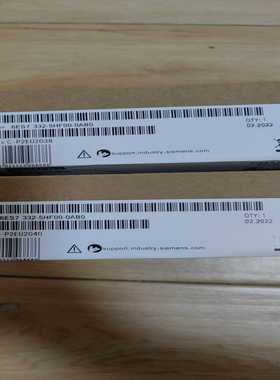 6ES7 332-5HF00-0AB0
QTY: 1
02.2022
C-P2EU2038
support.industry.siemens.com
6ES7 332-5HF00-0AB0
QTY: 1
02.2022
C-P2EU2040
support.industry.siemens.com